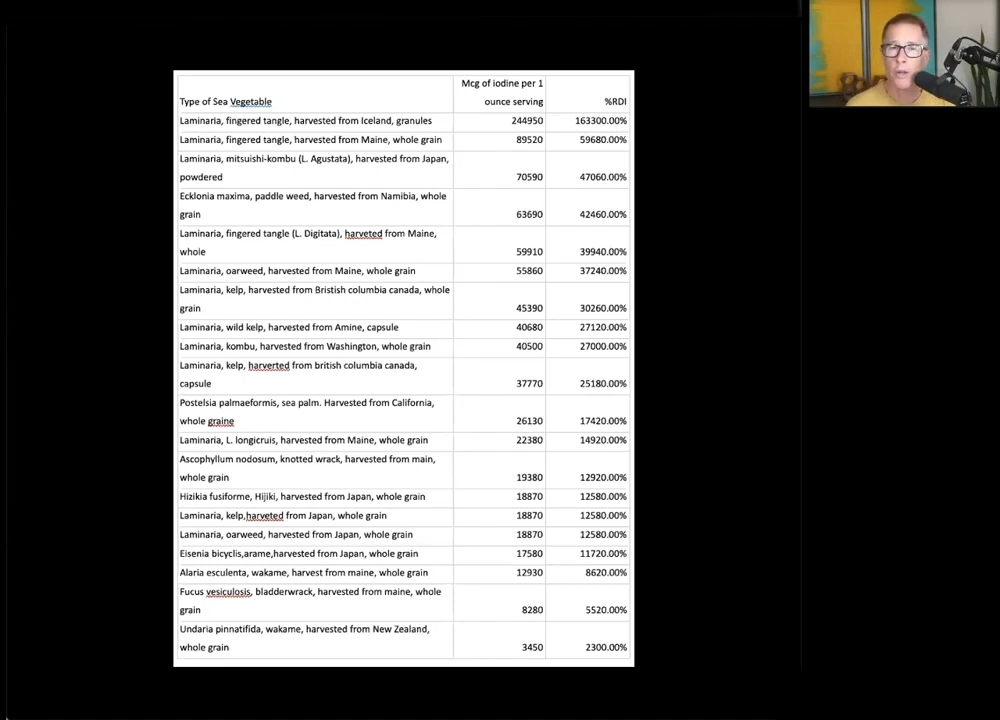 Mcg of iodine per 1
Type of Sea Vegetable ounce serving %RDI
Laminaria, fingered tangle, harvested from Iceland, granules 244950 163300.00%
Laminaria, fingered tangle, harvested from Maine, whole grain 89520 59680.00%
Laminaria, mitsuishi-kombu (L. Agustata), harvested from Japan,
powdered 70590 47060.00%
Ecklonia maxima, paddle weed, harvested from Namibia, whole
grain 63690 42460.00%
Laminaria, fingered tangle (L. Digitata), harveted from Maine,
whole 59910 39940.00%
Laminaria, oarweed, harvested from Maine, whole grain 55860 37240.00%
Laminaria, kelp, harvested from Bristish columbia canada, whole
grain 45390 30260.00%
Laminaria, wild kelp, harvested from Amine, capsule 40680 27120.00%
Laminaria, kombu, harvested from Washington, whole grain 40500 27000.00%
Laminaria, kelp, harverted from british columbia canada,
capsule 37770 25180.00%
Postelsia palmaeformis, sea palm. Harvested from California,
whole graine 26130 17420.00%
Laminaria, L. longicruis, harvested from Maine, whole grain 22380 14920.00%
Ascophyllum nodosum, knotted wrack, harvested from main,
whole grain 19380 12920.00%
Hizikia fusiforme, Hijiki, harvested from Japan, whole grain 18870 12580.00%
Laminaria, kelp,harveted from Japan, whole grain 18870 12580.00%
Laminaria, oarweed, harvested from Japan, whole grain 18870 12580.00%
Eisenia bicyclis,arame,harvested from Japan, whole grain 17580 11720.00%
Alaria esculenta, wakame, harvest from maine, whole grain 12930 8620.00%
Fucus vesiculosis, bladderwrack, harvested from maine, whole
grain 8280 5520.00%
Undaria pinnatifida, wakame, harvested from New Zealand,
whole grain 3450 2300.00%